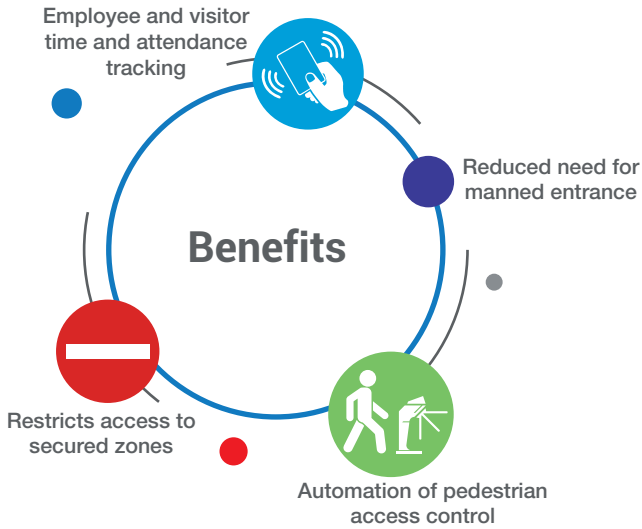 Employee and visitor
time and attendance
tracking
Reduced need for
manned entrance
Benefits
Restricts access to
secured zones
Automation of pedestrian
access control